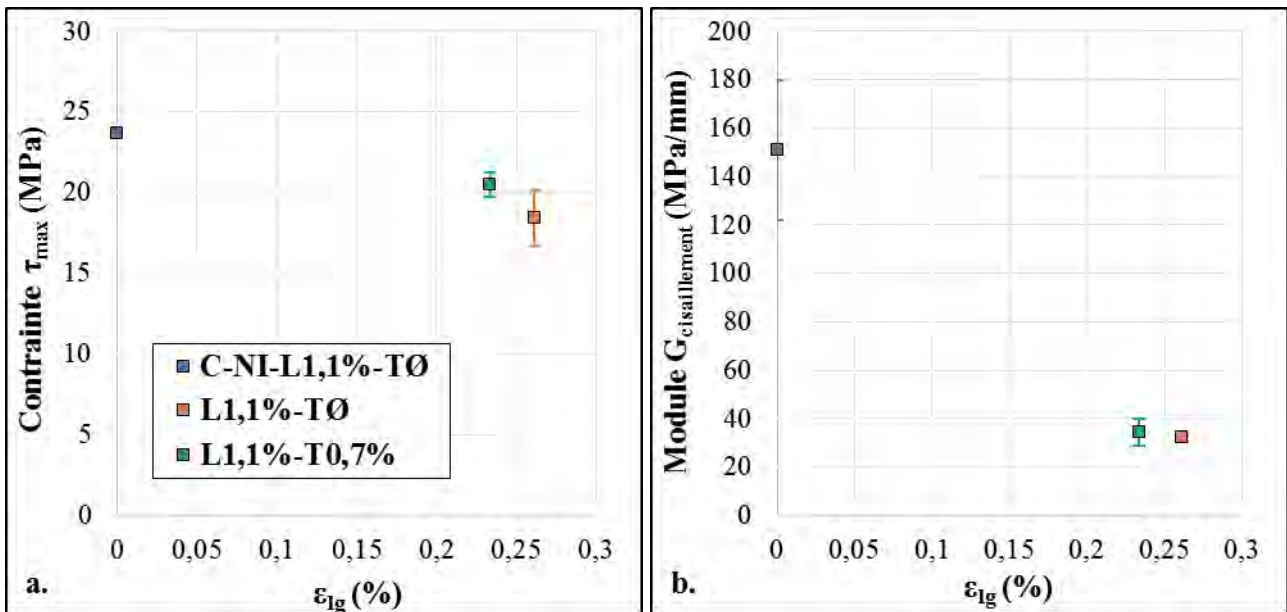 Contrainte τmax (MPa)
30
25
20
15
10
5
0
C-NI-L1,1%-TØ
L1,1%-TØ
L1,1%-T0,7%
0 0,05 0,1 0,15 0,2 0,25 0,3
a.
εlg (%)
Module Gcisaillement (MPa/mm)
200
180
160
140
120
100
80
60
40
20
0
0 0,05 0,1 0,15 0,2 0,25 0,3
b.
εlg (%)